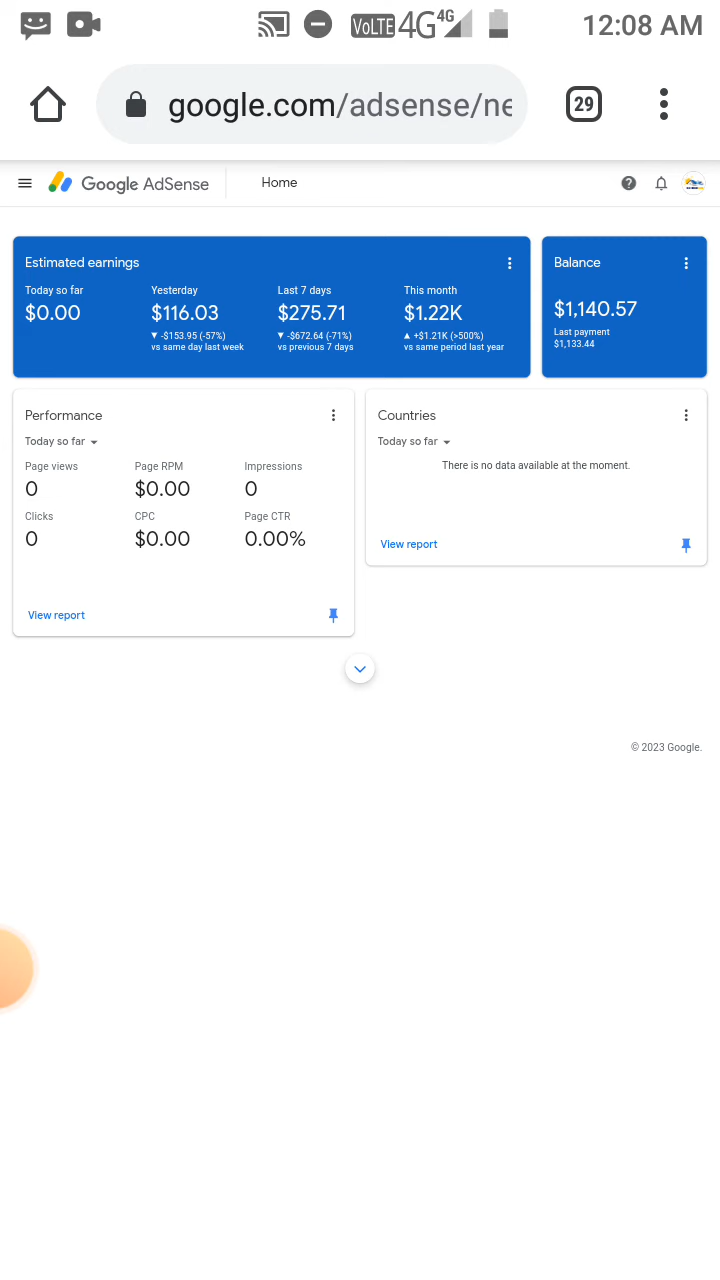 VoLTE 4G 4G 12:08 AM
google.com/adsense/ne
29
Google AdSense Home
Estimated earnings
Today so far
$0.00
Yesterday
$116.03
▼ -$153.95 (-57%)
vs same day last week
Last 7 days
$275.71
▼ -$672.64 (-71%)
vs previous 7 days
This month
$1.22K
▲ +$1.21K (>500%)
vs same period last year
Balance
$1,140.57
Last payment
$1,133.44
Performance
Today so far
Page views
0
Page RPM
$0.00
Impressions
0
Clicks
0
CPC
$0.00
Page CTR
0.00%
View report
Countries
Today so far
There is no data available at the moment.
View report
© 2023 Google.